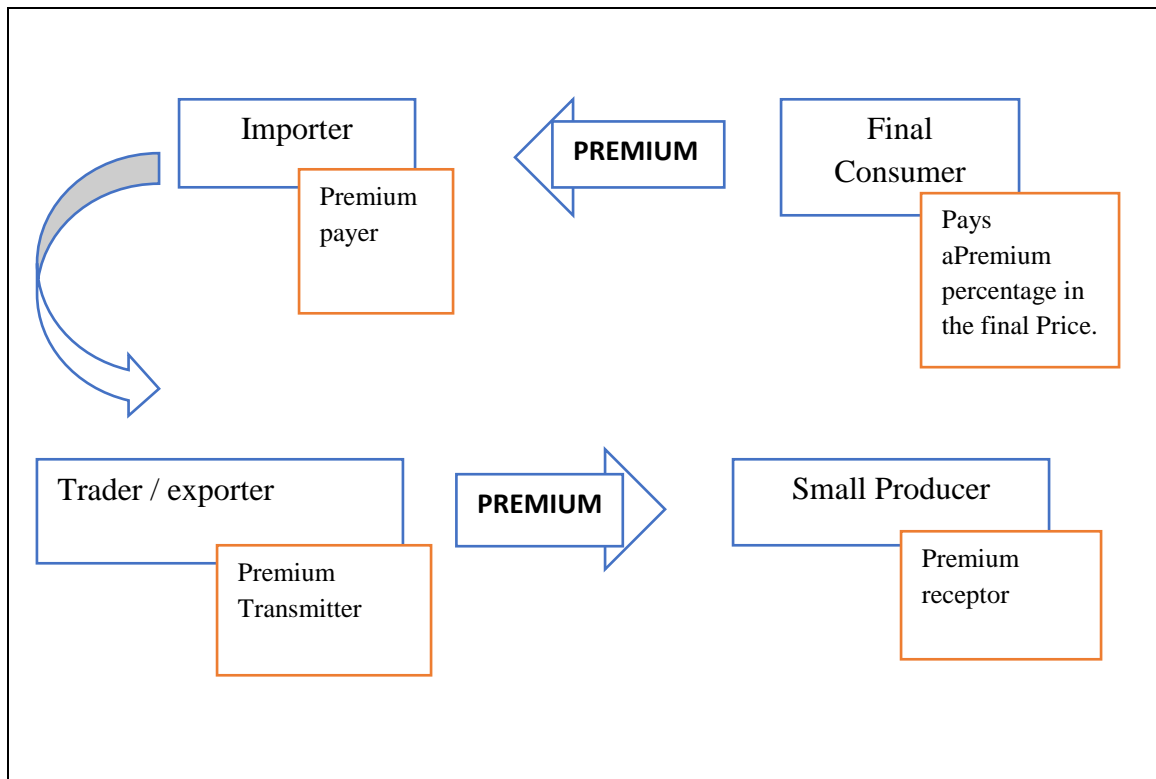 Importer
Premium
payer
PREMIUM
Final
Consumer
Pays
aPremium
percentage in
the final Price.
Trader / exporter
Premium
Transmitter
PREMIUM
Small Producer
Premium
receptor